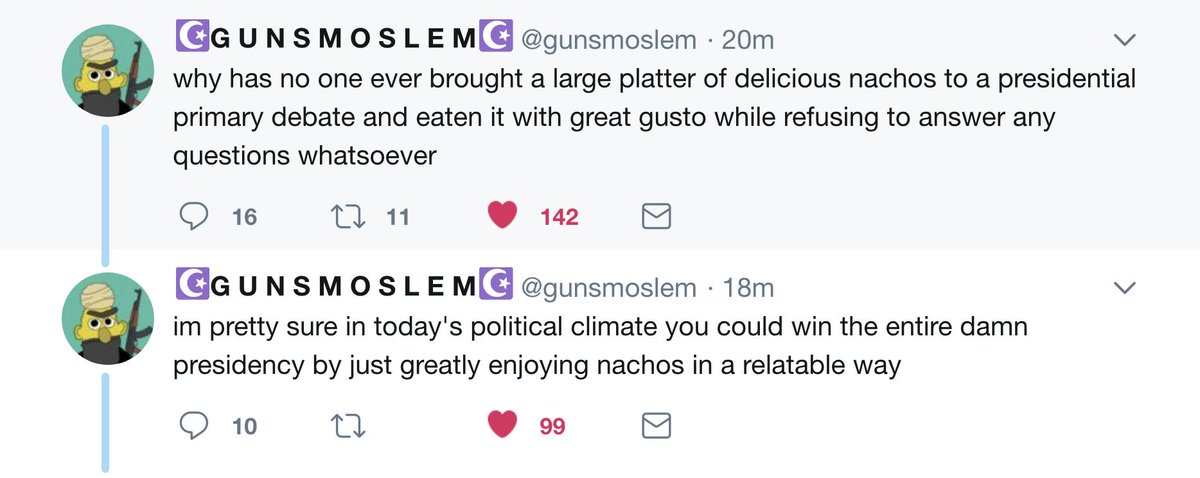 ☪G U N S M O S L E M☪ @gunsmoslem · 20m
why has no one ever brought a large platter of delicious nachos to a presidential
primary debate and eaten it with great gusto while refusing to answer any
questions whatsoever
16 11 142
☪G U N S M O S L E M☪ @gunsmoslem · 18m
im pretty sure in today's political climate you could win the entire damn
presidency by just greatly enjoying nachos in a relatable way
10 99